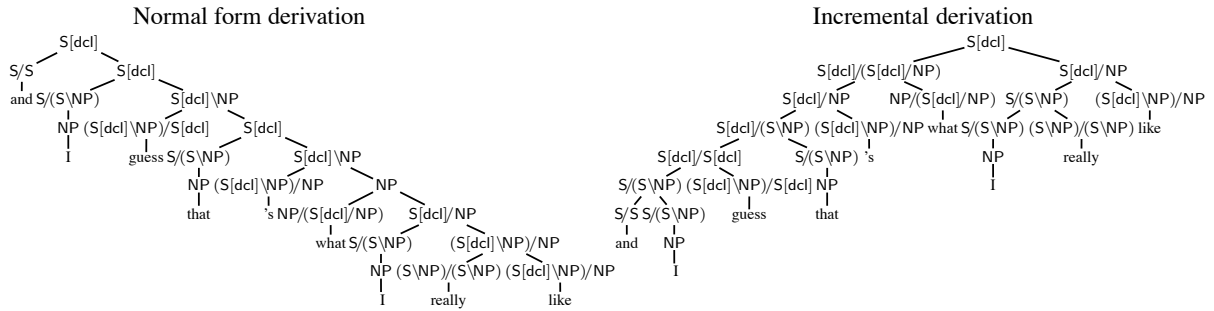 Normal form derivation Incremental derivation
S[dcl] S[dcl]
S/S S[dcl] S[dcl]/(S[dcl]/NP) S[dcl]/NP
and S/(S\NP) S[dcl]\NP S[dcl]/NP NP/(S[dcl]/NP) S/(S\NP) (S[dcl]\NP)/NP
NP (S[dcl]\NP)/S[dcl] S[dcl] S[dcl]/(S\NP) (S[dcl]\NP)/NP what S/(S\NP) (S\NP)/(S\NP) like
I guess S/(S\NP) S[dcl]\NP S[dcl]/S[dcl] S/(S\NP) 's NP really
NP (S[dcl]\NP)/NP NP S/(S\NP) (S[dcl]\NP)/S[dcl] NP I
that 's NP/(S[dcl]/NP) S[dcl]/NP S/S S/(S\NP) guess that
what S/(S\NP) (S[dcl]\NP)/NP and NP
NP (S\NP)/(S\NP) (S[dcl]\NP)/NP I
I really like